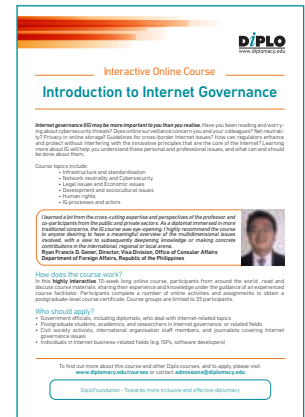 DiPLO
www.diplomacy.edu
Interactive Online Course
Introduction to Internet Governance
Internet governance (IG) may be more important to you than you realise. Have you been reading and worry-
ing about cybersecurity threats? Does online surveillance concern you and your colleagues? Net neutrali-
ty? Privacy in online storage? Guidelines for cross-border Internet issues? How can regulators enhance
and protect without interfering with the innovative principles that are the core of the Internet? Learning
more about IG will help you understand these personal and professional issues, and what can and should
be done about them.
Course topics include:
• Infrastructure and standardisation
• Network neutrality and Cybersecurity
• Legal issues and Economic issues
• Development and sociocultural issues
• Human rights
• IG processes and actors
I learned a lot from the cross-cutting expertise and perspectives of the professor and
co-participants from the public and private sectors. As a diplomat immersed in more
traditional concerns, the IG course was eye-opening. I highly recommend the course
to anyone desiring to have a meaningful overview of the multidimensional issues
involved, with a view to subsequently deepening knowledge or making concrete
contributions in the international, regional or local arena.
Ryan Francis D. Gener, Director, Visa Division, Office of Consular Affairs
Department of Foreign Affairs, Republic of the Philippines
How does the course work?
In this highly interactive 10-week long online course, participants from around the world read and
discuss course materials, sharing their experience and knowledge under the guidance of an experienced
course facilitator. Participants complete a number of online activities and assignments to obtain a
postgraduate-level course certificate. Course groups are limited to 25 participants.
Who should apply?
• Government officials, including diplomats, who deal with Internet-related topics
• Postgraduate students, academics, and researchers in Internet governance or related fields
• Civil society activists, international organisation staff members, and journalists covering Internet
governance issues
• Individuals in Internet business-related fields (e.g. ISPs, software developers)
To find out more about this course and other Diplo courses, and to apply, please visit
www.diplomacy.edu/courses or contact admissions@diplomacy.edu
DiploFoundation - Towards more inclusive and effective diplomacy